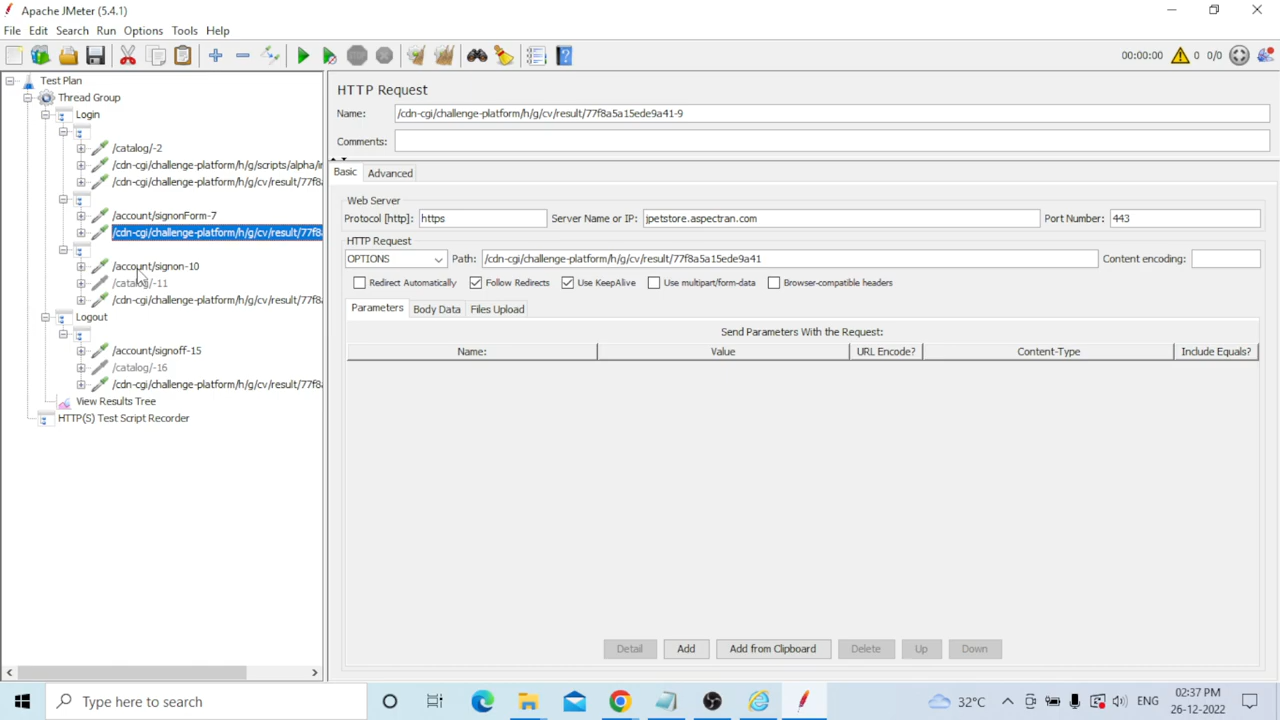 Apache JMeter (5.4.1)
File Edit Search Run Options Tools Help
00:00:00 0 0/0
Test Plan
Thread Group
Login
/catalog/-2
/cdn-cgi/challenge-platform/h/g/scripts/alpha/in
/cdn-cgi/challenge-platform/h/g/cv/result/77f8
/account/signonForm-7
/cdn-cgi/challenge-platform/h/g/cv/result/77f8
/account/signon-10
/catalog/-11
/cdn-cgi/challenge-platform/h/g/cv/result/77f8
Logout
/account/signoff-15
/catalog/-16
/cdn-cgi/challenge-platform/h/g/cv/result/77f8
View Results Tree
HTTP(S) Test Script Recorder
HTTP Request
Name: /cdn-cgi/challenge-platform/h/g/cv/result/77f8a5a15ede9a41-9
Comments:
Basic Advanced
Web Server
Protocol [http]: https Server Name or IP: jpetstore.aspectran.com Port Number: 443
HTTP Request
OPTIONS Path: /cdn-cgi/challenge-platform/h/g/cv/result/77f8a5a15ede9a41 Content encoding:
Redirect Automatically Follow Redirects Use KeepAlive Use multipart/form-data Browser-compatible headers
Parameters Body Data Files Upload
Send Parameters With the Request:
Name: Value URL Encode? Content-Type Include Equals?
Detail Add Add from Clipboard Delete Up Down
Type here to search
32°C ENG
02:37 PM
26-12-2022